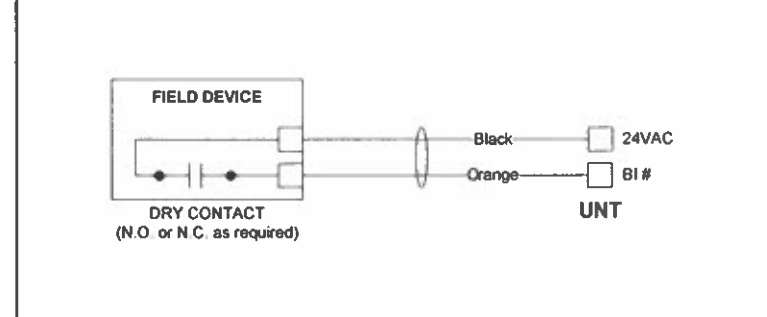 FIELD DEVICE
Black
24VAC
Orange
BI #
UNT
DRY CONTACT
(N.O. or N.C. as required)